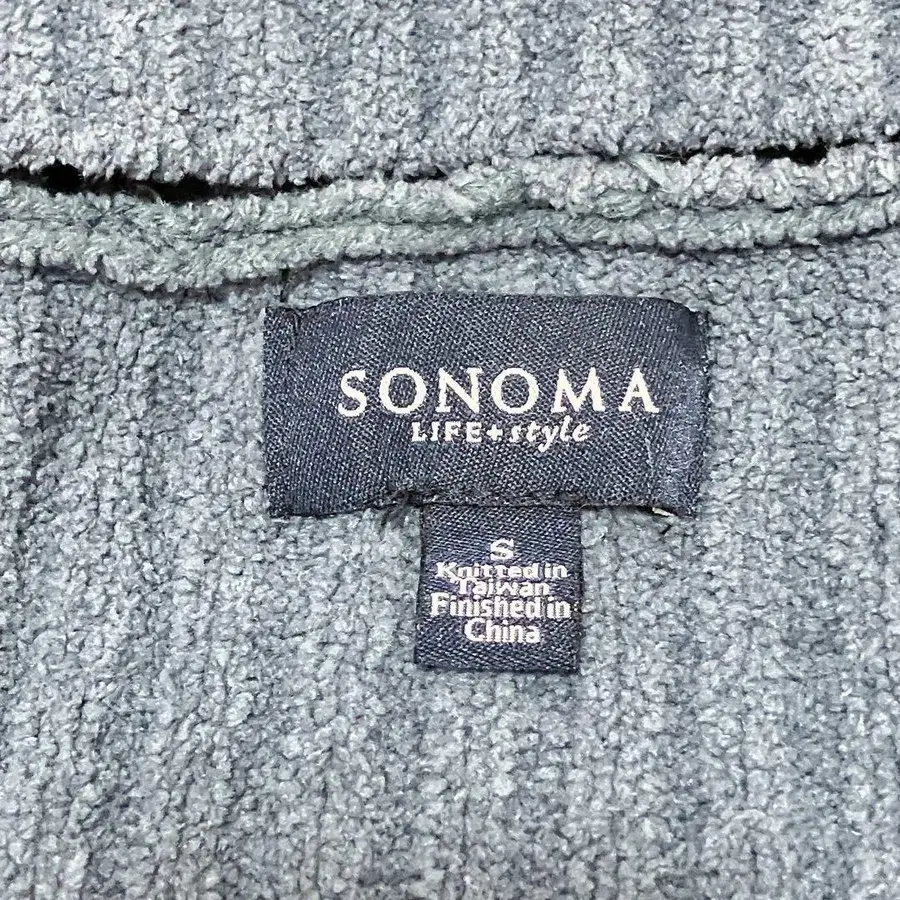 SONOMA
LIFE+style
S
Knitted in
Taiwan
Finished in
China